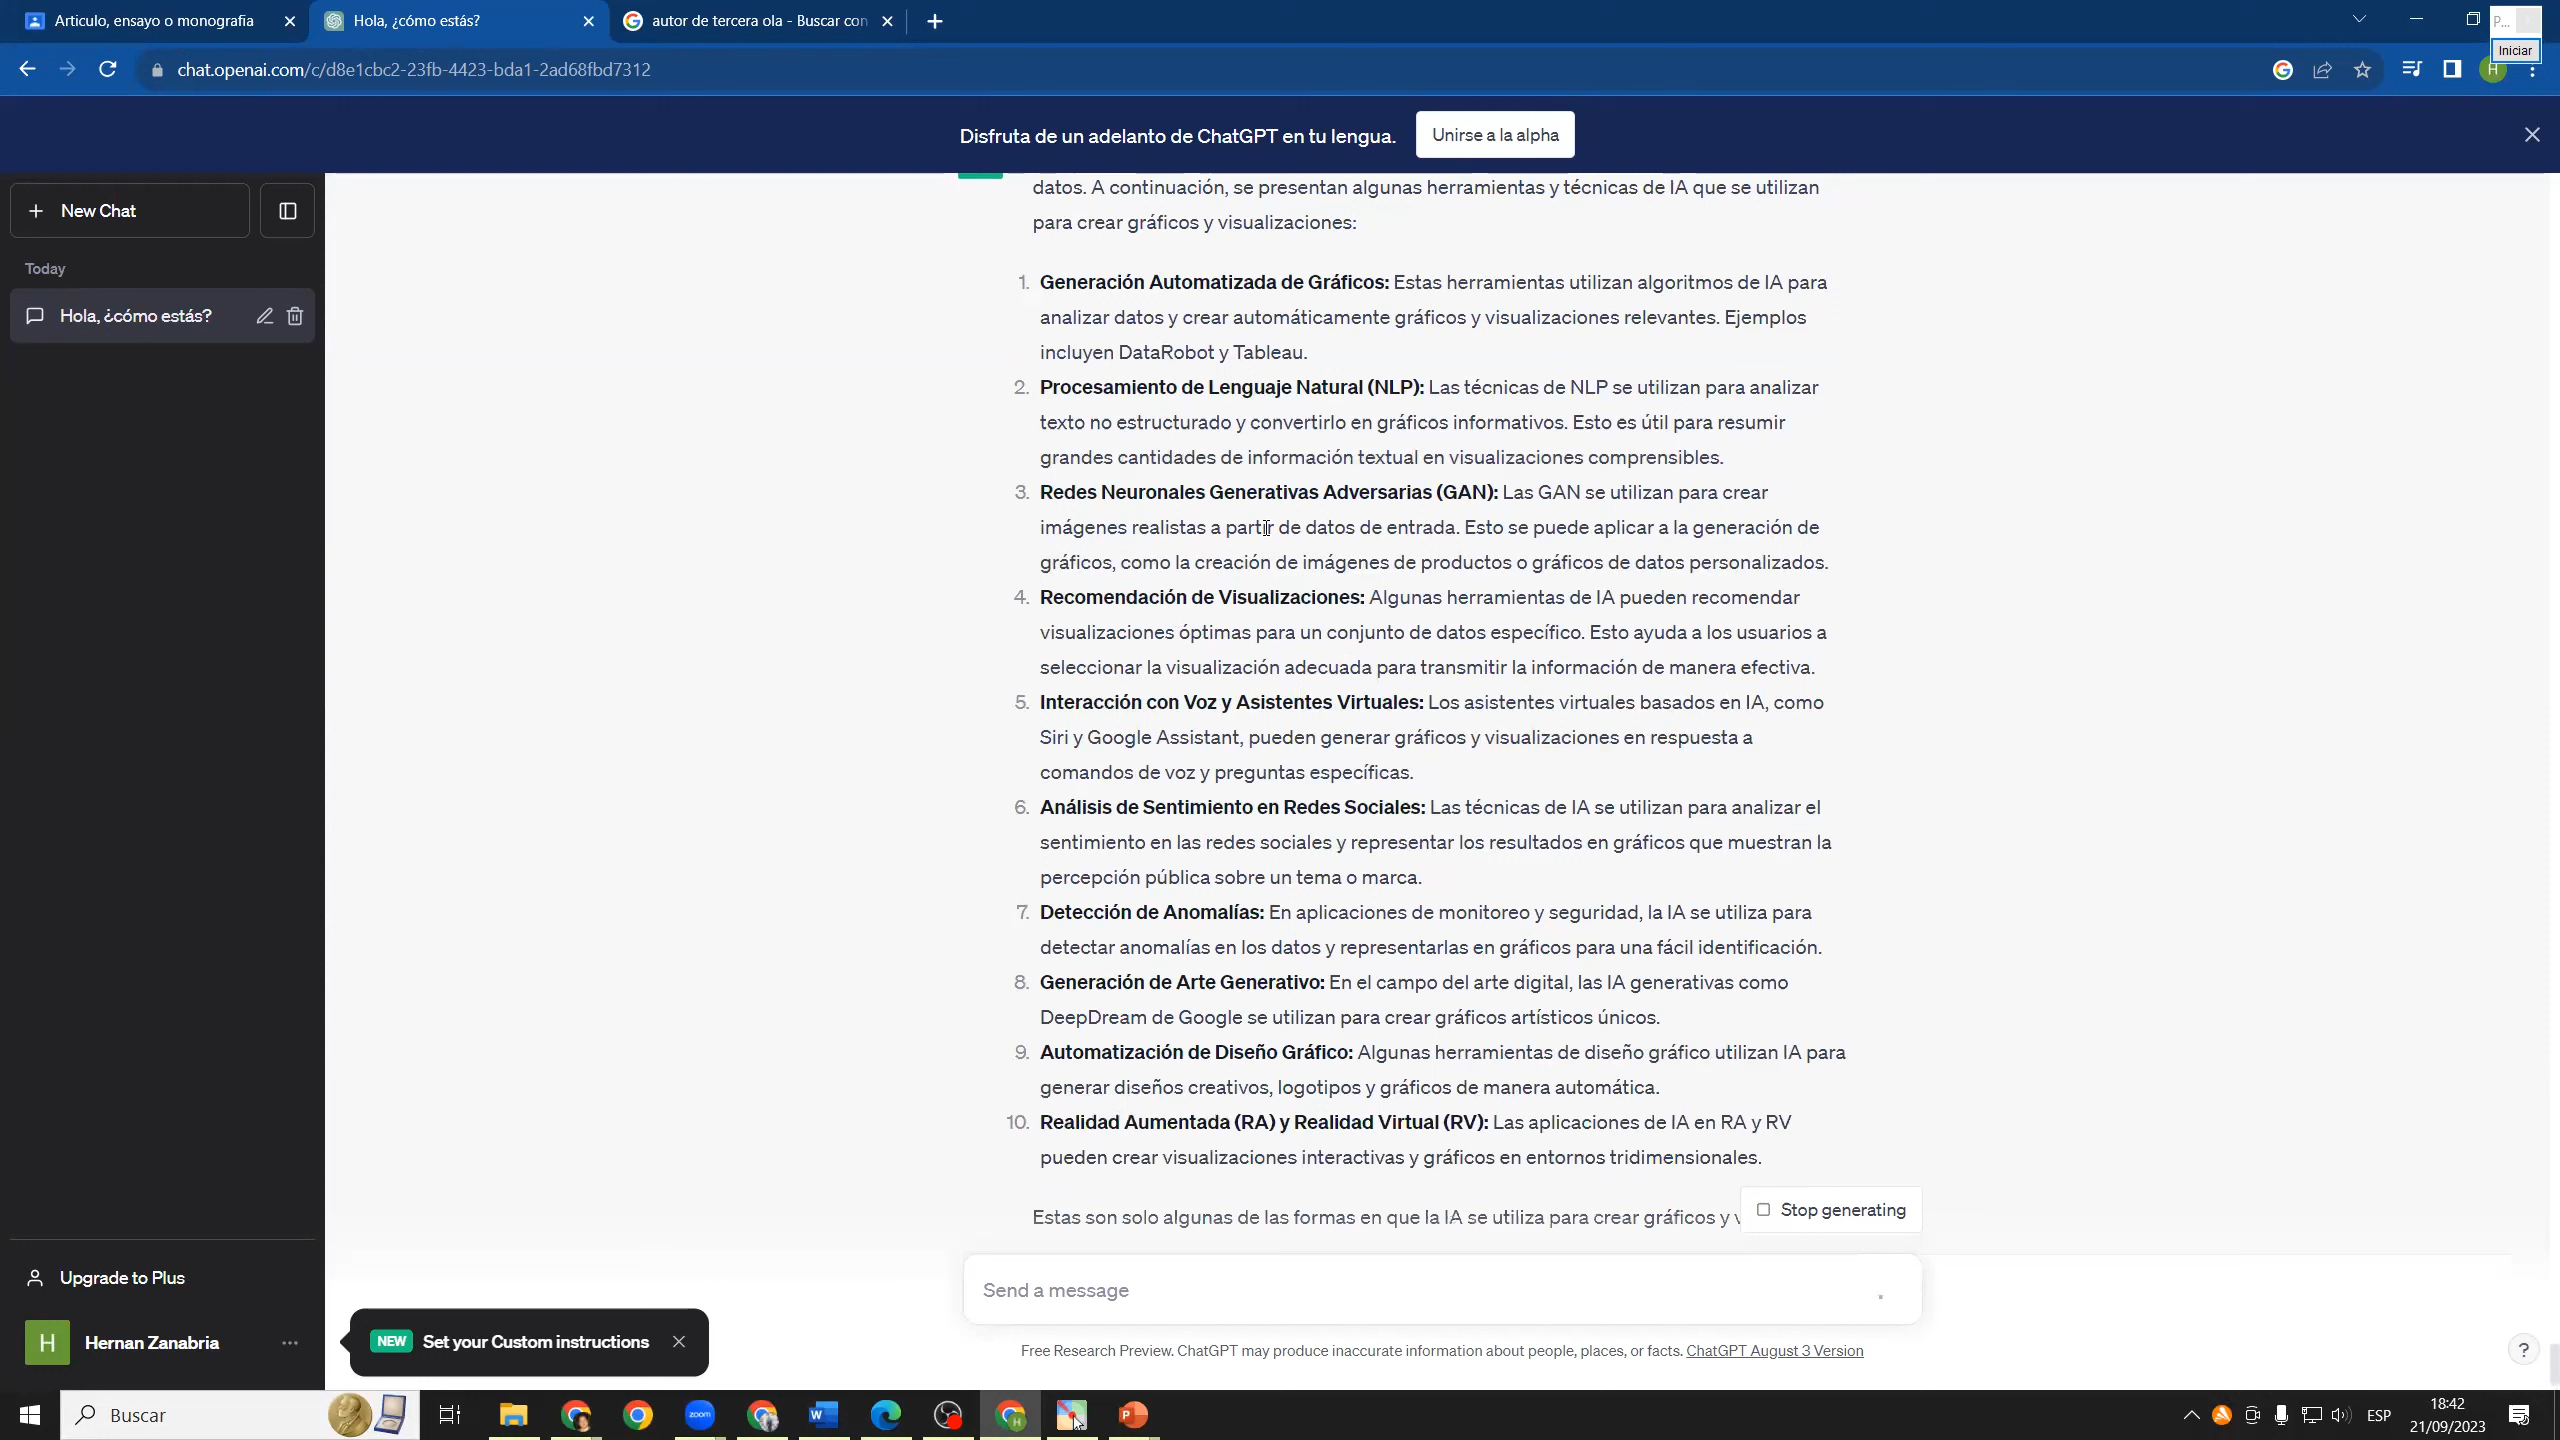 Articulo, ensayo o monografia
Hola, ¿cómo estás?
autor de tercera ola - Buscar con
P...
Iniciar
chat.openai.com/c/d8e1cbc2-23fb-4423-bda1-2ad68fbd7312
H
Disfruta de un adelanto de ChatGPT en tu lengua.
Unirse a la alpha
New Chat
Today
Hola, ¿cómo estás?
datos. A continuación, se presentan algunas herramientas y técnicas de IA que se utilizan
para crear gráficos y visualizaciones:
1. Generación Automatizada de Gráficos: Estas herramientas utilizan algoritmos de IA para
analizar datos y crear automáticamente gráficos y visualizaciones relevantes. Ejemplos
incluyen DataRobot y Tableau.
2. Procesamiento de Lenguaje Natural (NLP): Las técnicas de NLP se utilizan para analizar
texto no estructurado y convertirlo en gráficos informativos. Esto es útil para resumir
grandes cantidades de información textual en visualizaciones comprensibles.
3. Redes Neuronales Generativas Adversarias (GAN): Las GAN se utilizan para crear
imágenes realistas a partir de datos de entrada. Esto se puede aplicar a la generación de
gráficos, como la creación de imágenes de productos o gráficos de datos personalizados.
4. Recomendación de Visualizaciones: Algunas herramientas de IA pueden recomendar
visualizaciones óptimas para un conjunto de datos específico. Esto ayuda a los usuarios a
seleccionar la visualización adecuada para transmitir la información de manera efectiva.
5. Interacción con Voz y Asistentes Virtuales: Los asistentes virtuales basados en IA, como
Siri y Google Assistant, pueden generar gráficos y visualizaciones en respuesta a
comandos de voz y preguntas específicas.
6. Análisis de Sentimiento en Redes Sociales: Las técnicas de IA se utilizan para analizar el
sentimiento en las redes sociales y representar los resultados en gráficos que muestran la
percepción pública sobre un tema o marca.
7. Detección de Anomalías: En aplicaciones de monitoreo y seguridad, la IA se utiliza para
detectar anomalías en los datos y representarlas en gráficos para una fácil identificación.
8. Generación de Arte Generativo: En el campo del arte digital, las IA generativas como
DeepDream de Google se utilizan para crear gráficos artísticos únicos.
9. Automatización de Diseño Gráfico: Algunas herramientas de diseño gráfico utilizan IA para
generar diseños creativos, logotipos y gráficos de manera automática.
10. Realidad Aumentada (RA) y Realidad Virtual (RV): Las aplicaciones de IA en RA y RV
pueden crear visualizaciones interactivas y gráficos en entornos tridimensionales.
Estas son solo algunas de las formas en que la IA se utiliza para crear gráficos y v
Stop generating
Send a message
Upgrade to Plus
H Hernan Zanabria
NEW Set your Custom instructions
Free Research Preview. ChatGPT may produce inaccurate information about people, places, or facts. ChatGPT August 3 Version
?
Buscar
zoom
W
H
P
ESP
18:42
21/09/2023